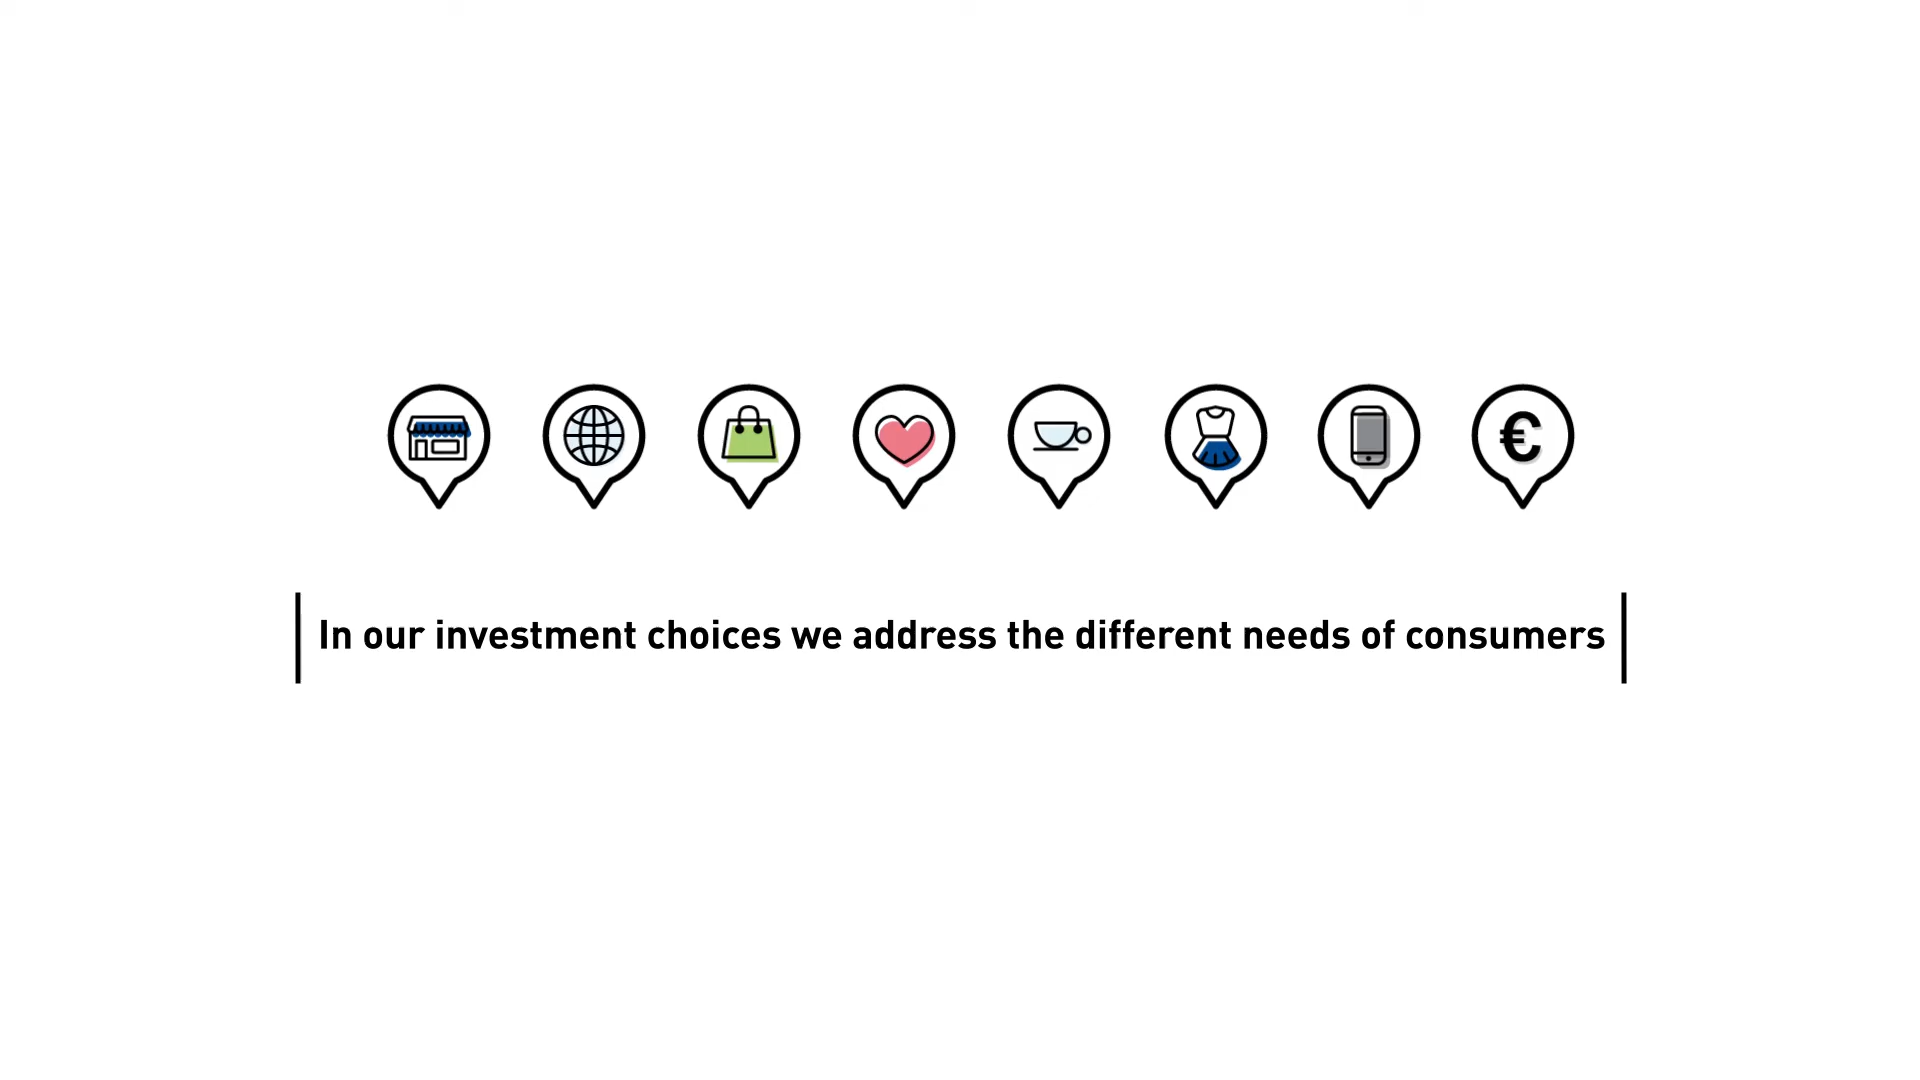 €
In our investment choices we address the different needs of consumers